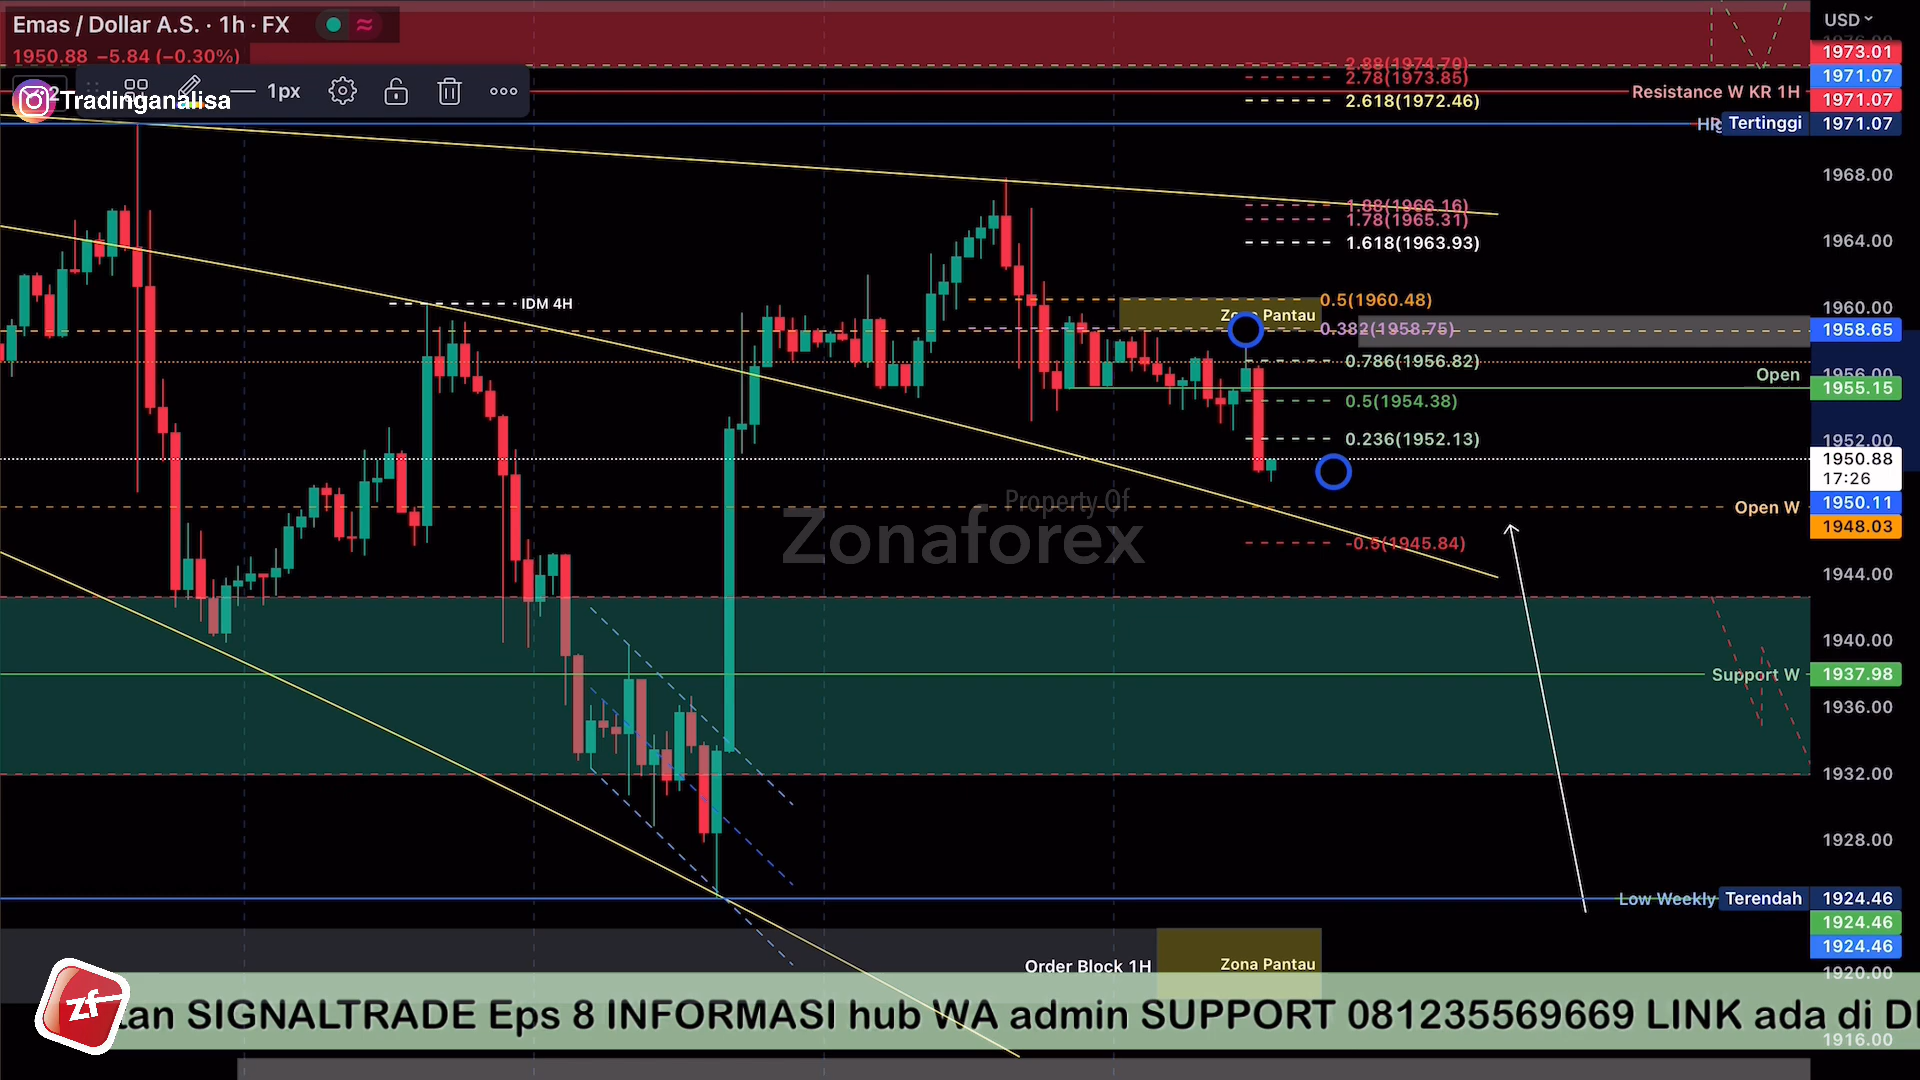 Emas / Dollar A.S. · 1h · FX
1950.88 −5.84 (−0.30%)
Tradinganalisa
1px
USD
1973.01
2.88(1974.70)
2.78(1973.85)
1971.07
Resistance W KR 1H
1971.07
2.618(1972.46)
Tertinggi
1971.07
1968.00
1.88(1966.16)
1.78(1965.31)
1.618(1963.93)
1964.00
IDM 4H
0.5(1960.48)
1960.00
Zona Pantau
0.382(1958.75)
1958.65
0.786(1956.82)
Open
1956.00
1955.15
0.5(1954.38)
0.236(1952.13)
1952.00
1950.88
17:26
1950.11
Property Of
Zonaforex
Open W
1948.03
-0.5(1945.84)
1944.00
1940.00
Support W
1937.98
1936.00
1932.00
1928.00
Low Weekly
Terendah
1924.46
1924.46
1924.46
Order Block 1H
Zona Pantau
1920.00
zf
tan SIGNALTRADE Eps 8 INFORMASI hub WA admin SUPPORT 081235569669 LINK ada di
1916.00